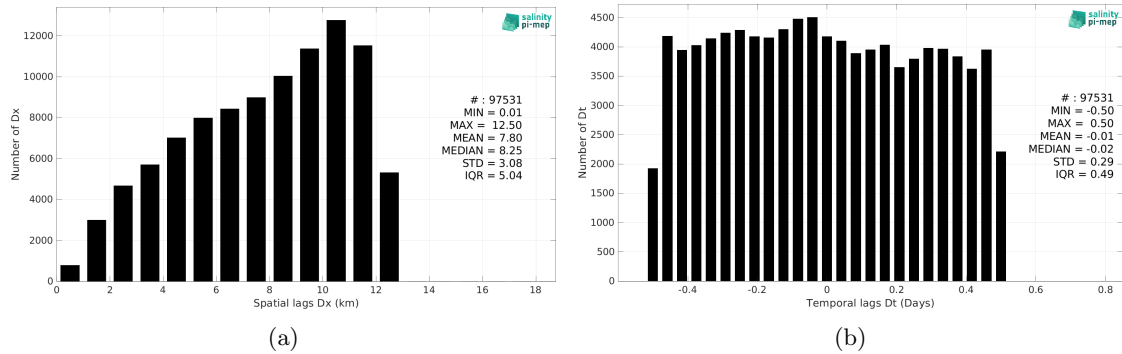 salinity
pi-mep
Number of Dx
12000
10000
8000
6000
4000
2000
0
# : 97531
MIN = 0.01
MAX = 12.50
MEAN = 7.80
MEDIAN = 8.25
STD = 3.08
IQR = 5.04
0 2 4 6 8 10 12 14 16 18
Spatial lags Dx (km)
(a)
salinity
pi-mep
Number of Dt
4500
4000
3500
3000
2500
2000
1500
1000
500
0
# : 97531
MIN = -0.50
MAX = 0.50
MEAN = -0.01
MEDIAN = -0.02
STD = 0.29
IQR = 0.49
-0.4 -0.2 0 0.2 0.4 0.6 0.8
Temporal lags Dt (Days)
(b)